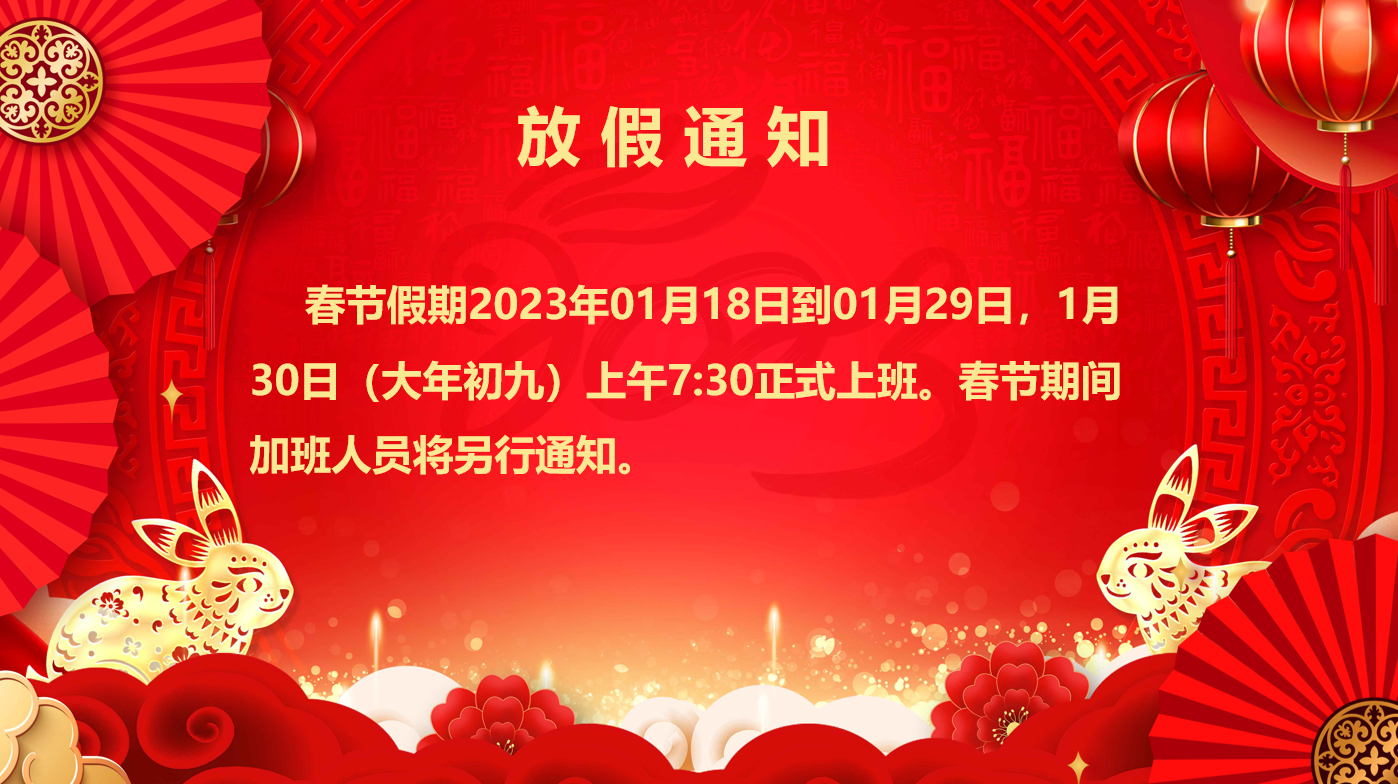 放假通知
春节假期2023年01月18日到01月29日，1月
30日（大年初九）上午7:30正式上班。春节期间
加班人员将另行通知。